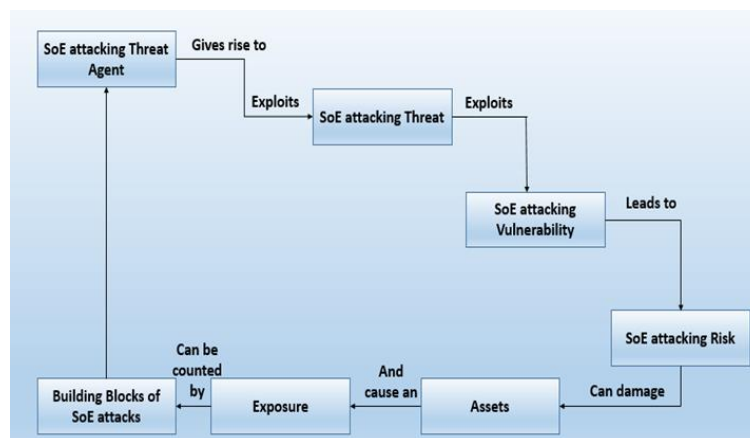 SoE attacking Threat
Agent
Gives rise to
Exploits
SoE attacking Threat
Exploits
SoE attacking
Vulnerability
Leads to
SoE attacking Risk
Can damage
Assets
And
cause an
Exposure
Can be
counted
by
Building Blocks of
SoE attacks